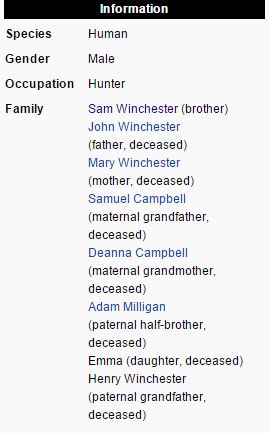 Information
Species Human
Gender Male
Occupation Hunter
Family Sam Winchester (brother)
John Winchester
(father, deceased)
Mary Winchester
(mother, deceased)
Samuel Campbell
(maternal grandfather,
deceased)
Deanna Campbell
(maternal grandmother,
deceased)
Adam Milligan
(paternal half-brother,
deceased)
Emma (daughter, deceased)
Henry Winchester
(paternal grandfather,
deceased)